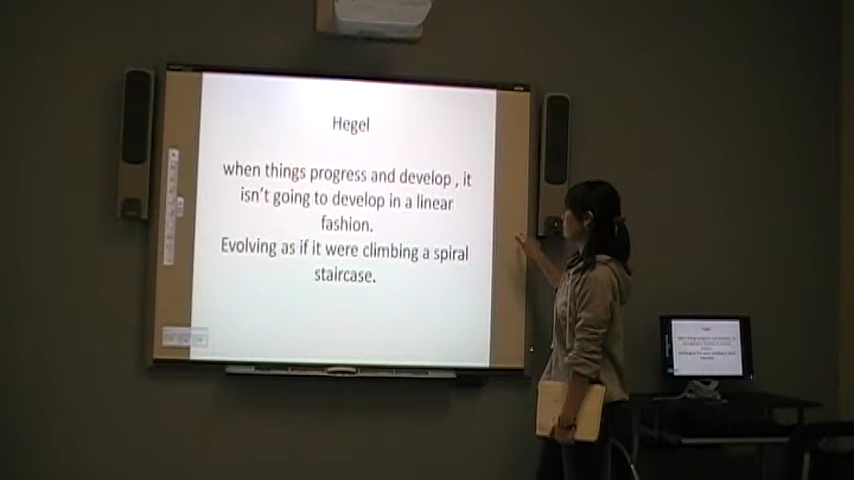 Hegel
when things progress and develop , it
isn't going to develop in a linear
fashion.
Evolving as if it were climbing a spiral
staircase.